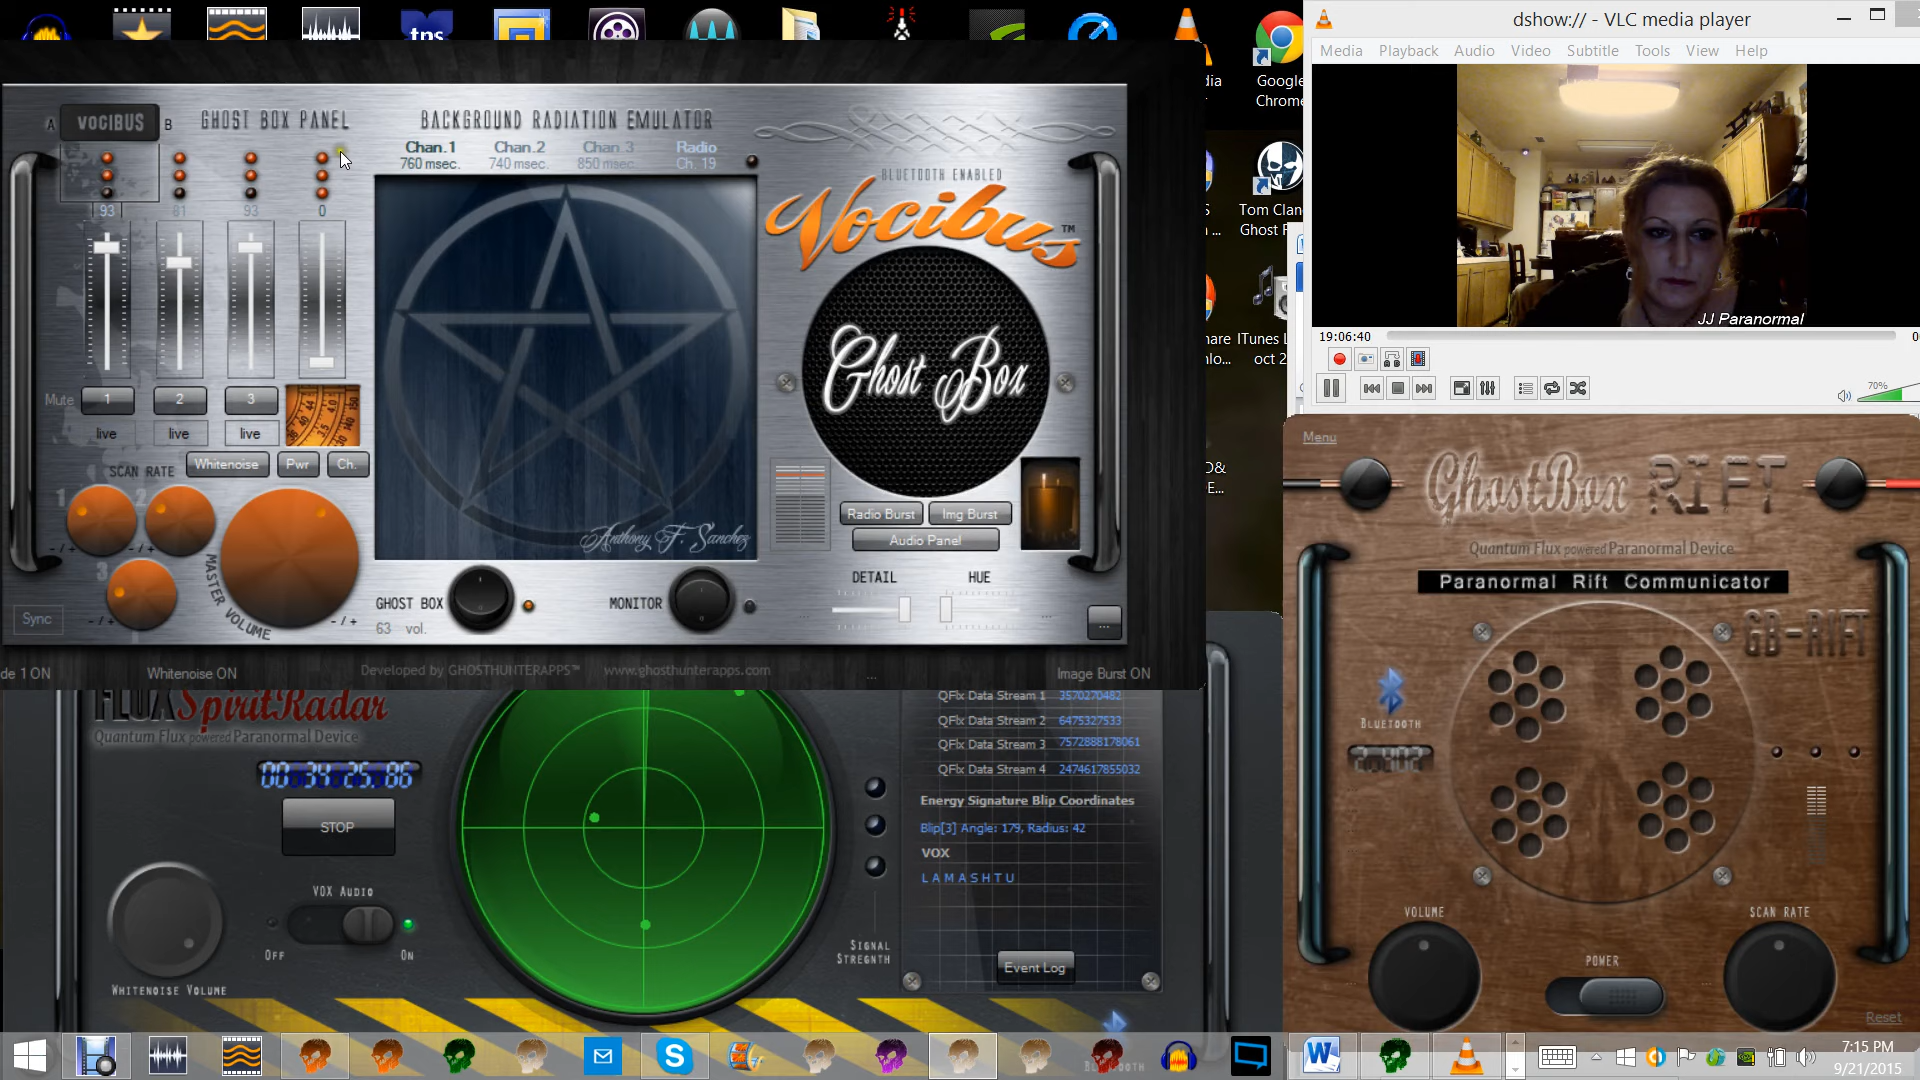 tns
dshow:// - VLC media player
Media Playback Audio Video Subtitle Tools View Help
Google
Chrome
Tom Clan
Ghost
ITunes L
oct 2
JJ Paranormal
19:06:40
70%
A VOCIBUS B
GHOST BOX PANEL
BACKGROUND RADIATION EMULATOR
Chan.1 Chan.2 Chan.3 Radio
760 msec. 740 msec. 850 msec. Ch. 19
93 81 93 0
BLUETOOTH ENABLED
Vocibus™
Ghost Box
Mute 1 2 3
live live live
SCAN RATE Whitenoise Pwr Ch.
1 2 3
- / + - / + - / + - / +
MASTER VOLUME
Sync
Anthony F. Sanchez
Radio Burst Img Burst
Audio Panel
DETAIL HUE
GHOST BOX MONITOR
63 vol.
... ... ...
de 1 ON Whitenoise ON Developed by GHOSTHUNTERAPPS™ www.ghosthunterapps.com ... Image Burst ON
FLUX SpiritRadar
Quantum Flux powered Paranormal Device
00:34:25:86
STOP
VOX AUDIO
OFF ON
WHITENOISE VOLUME
SIGNAL
STREGNTH
QFlx Data Stream 1 3570270482
QFlx Data Stream 2 6475327533
QFlx Data Stream 3 7572888178061
QFlx Data Stream 4 2474617855032
Energy Signature Blip Coordinates
Blip[3] Angle: 179, Radius: 42
VOX
L A M A S H T U
Event Log
Menu
GhostBox RIFT
Quantum Flux powered Paranormal Device
Paranormal Rift Communicator
GB-RIFT
BLUETOOTH
VOLUME
SCAN RATE
POWER
Reset
7:15 PM
9/21/2015